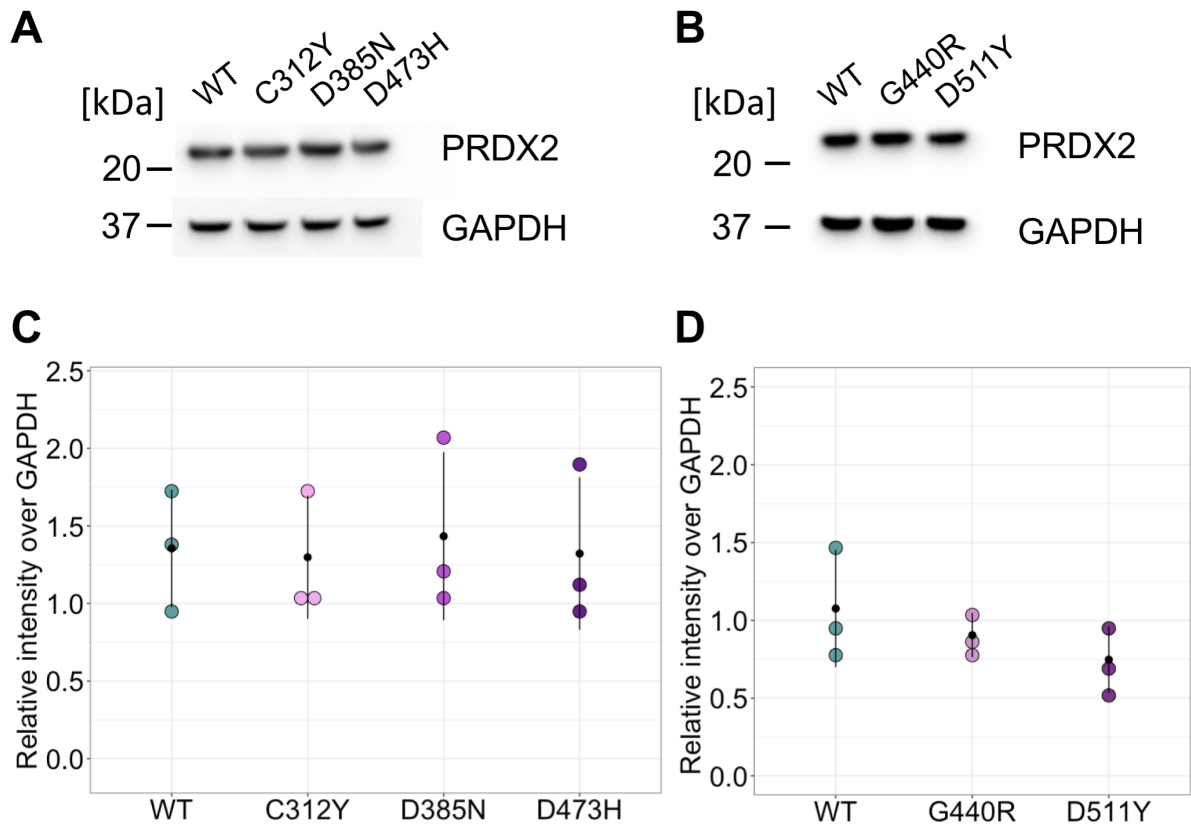 A
WT C312Y D385N D473H
[kDa]
20 PRDX2
37 GAPDH
B
WT G440R D511Y
[kDa]
20 PRDX2
37 GAPDH
C
Relative intensity over GAPDH
2.5
2.0
1.5
1.0
0.5
0.0
WT C312Y D385N D473H
D
Relative intensity over GAPDH
2.5
2.0
1.5
1.0
0.5
0.0
WT G440R D511Y